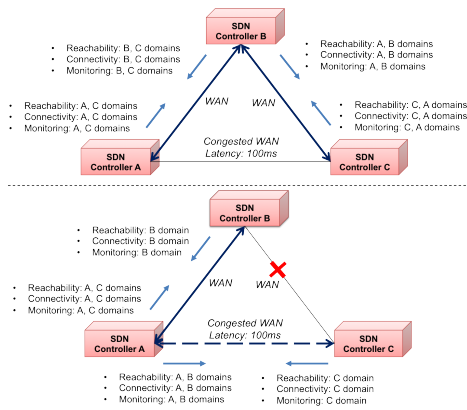 SDN
Controller B
• Reachability: B, C domains
• Connectivity: B, C domains
• Monitoring: B, C domains
• Reachability: A, B domains
• Connectivity: A, B domains
• Monitoring: A, B domains
WAN
WAN
• Reachability: A, C domains
• Connectivity: A, C domains
• Monitoring: A, C domains
• Reachability: C, A domains
• Connectivity: C, A domains
• Monitoring: C, A domains
Congested WAN
Latency: 100ms
SDN
Controller A
SDN
Controller C
SDN
Controller B
• Reachability: B domain
• Connectivity: B domain
• Monitoring: B domain
WAN
WAN
• Reachability: A, C domains
• Connectivity: A, C domains
• Monitoring: A, C domains
Congested WAN
Latency: 100ms
SDN
Controller A
SDN
Controller C
• Reachability: A, B domains
• Connectivity: A, B domains
• Monitoring: A, B domains
• Reachability: C domain
• Connectivity: C domain
• Monitoring: C domain